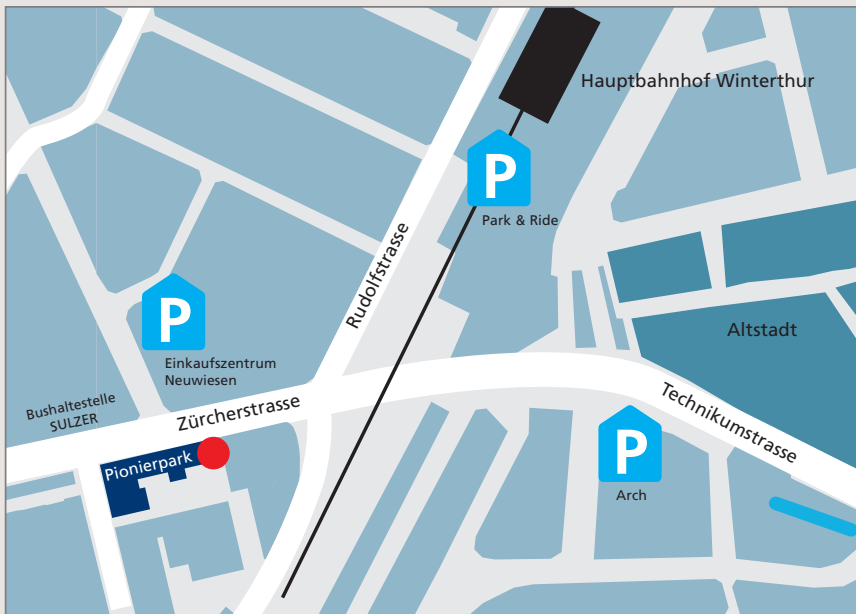 Hauptbahnhof Winterthur
P
Park & Ride
Rudolfstrasse
P
Einkaufszentrum
Neuwiesen
Altstadt
Bushaltestelle
SULZER
Zürcherstrasse
Technikumstrasse
Pionierpark
P
Arch